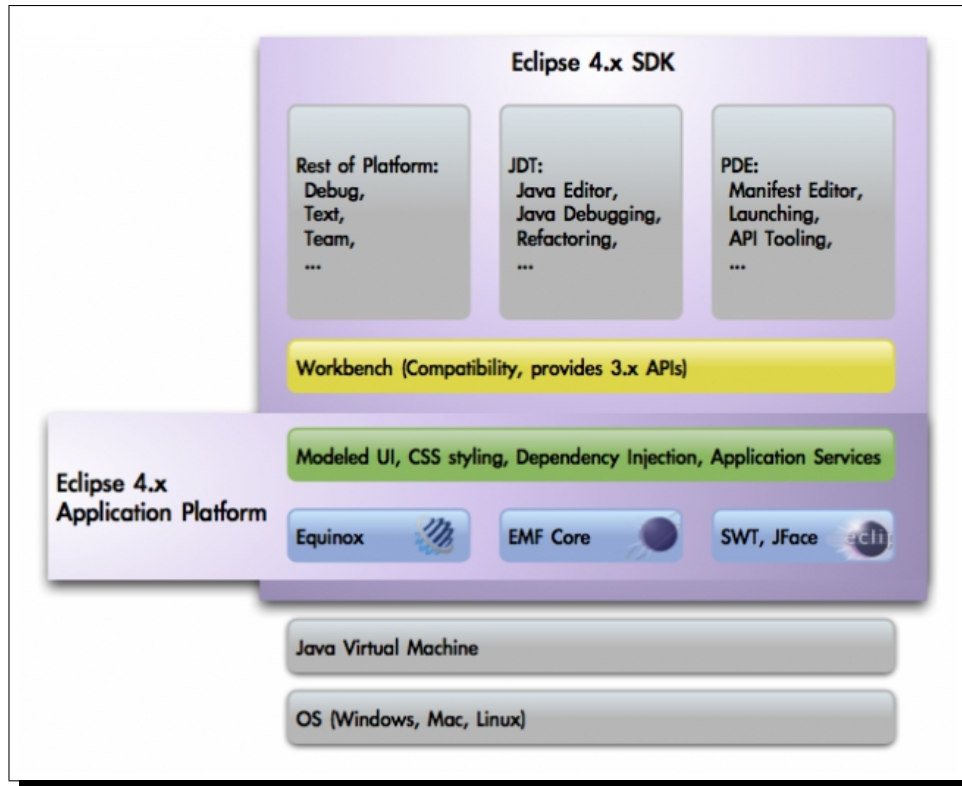 Eclipse 4.x SDK
Rest of Platform:
Debug,
Text,
Team,
...
JDT:
Java Editor,
Java Debugging,
Refactoring,
...
PDE:
Manifest Editor,
Launching,
API Tooling,
...
Workbench (Compatibility, provides 3.x APIs)
Eclipse 4.x
Application Platform
Modeled UI, CSS styling, Dependency Injection, Application Services
Equinox
EMF Core
SWT, JFace
eclip
Java Virtual Machine
OS (Windows, Mac, Linux)